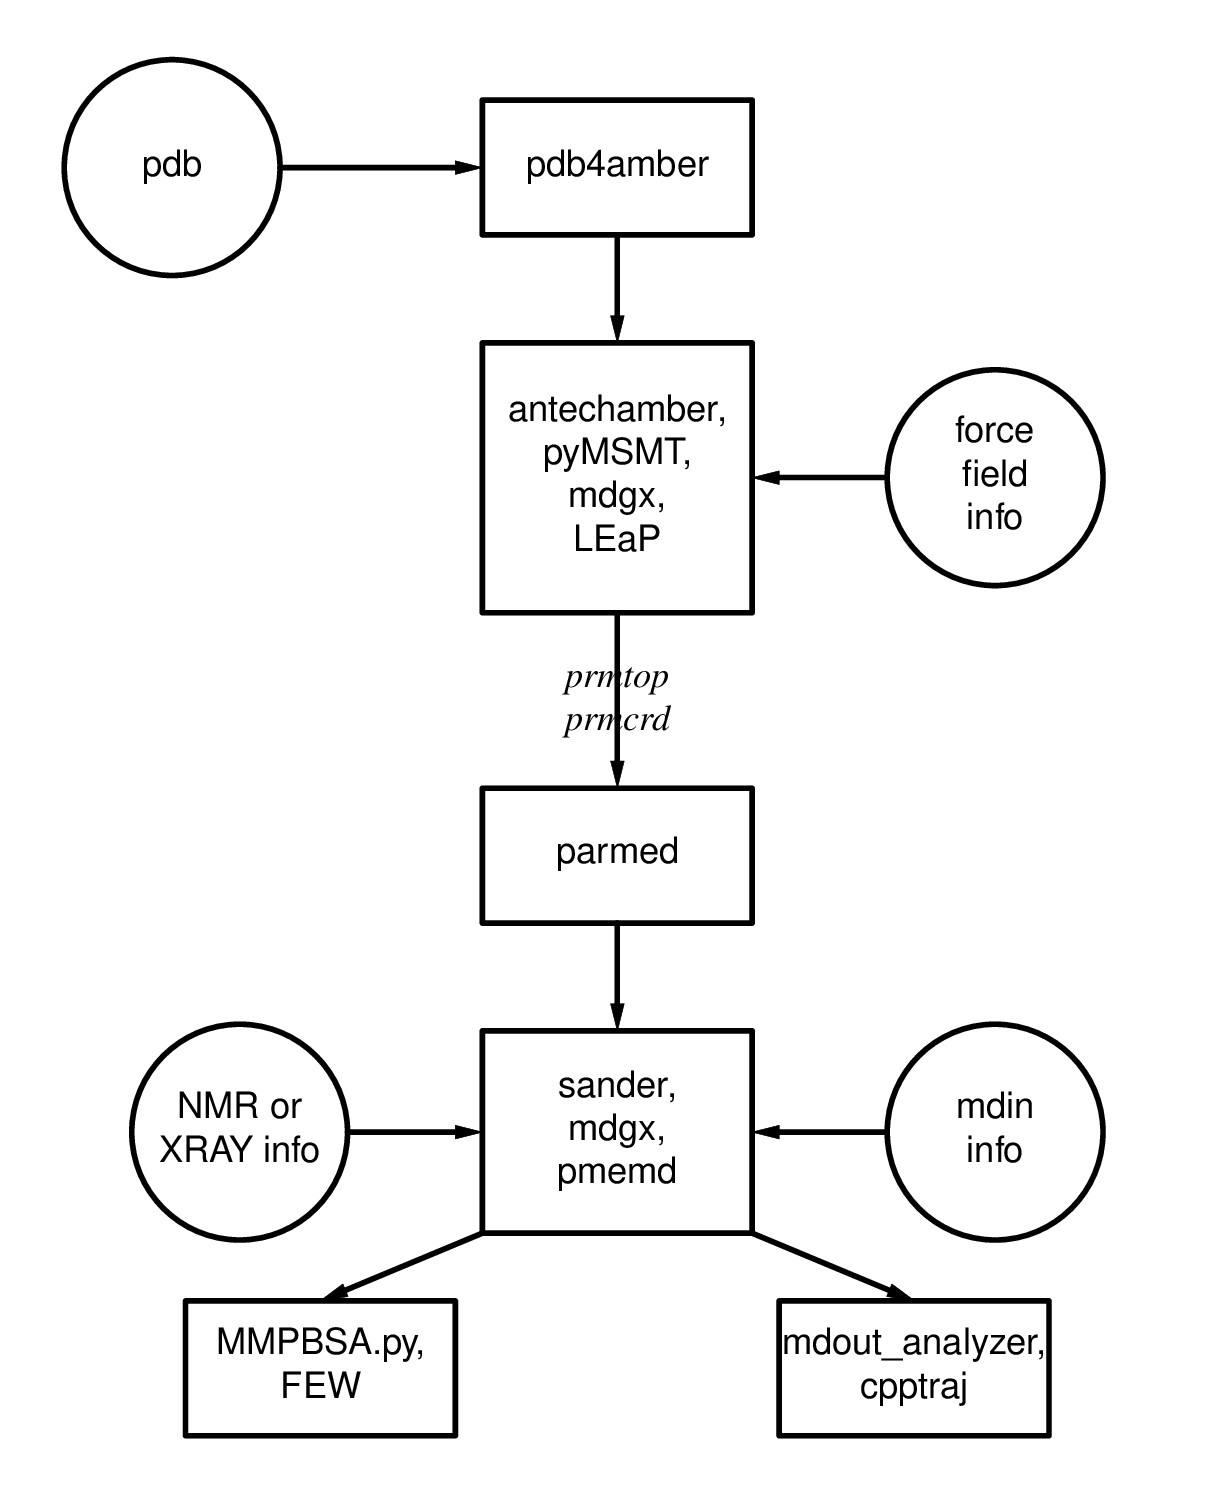 pdb
pdb4amber
antechamber,
pyMSMT,
mdgx,
LEaP
force
field
info
prmtop
prmcrd
parmed
NMR or
XRAY info
sander,
mdgx,
pmemd
mdin
info
MMPBSA.py,
FEW
mdout_analyzer,
cpptraj